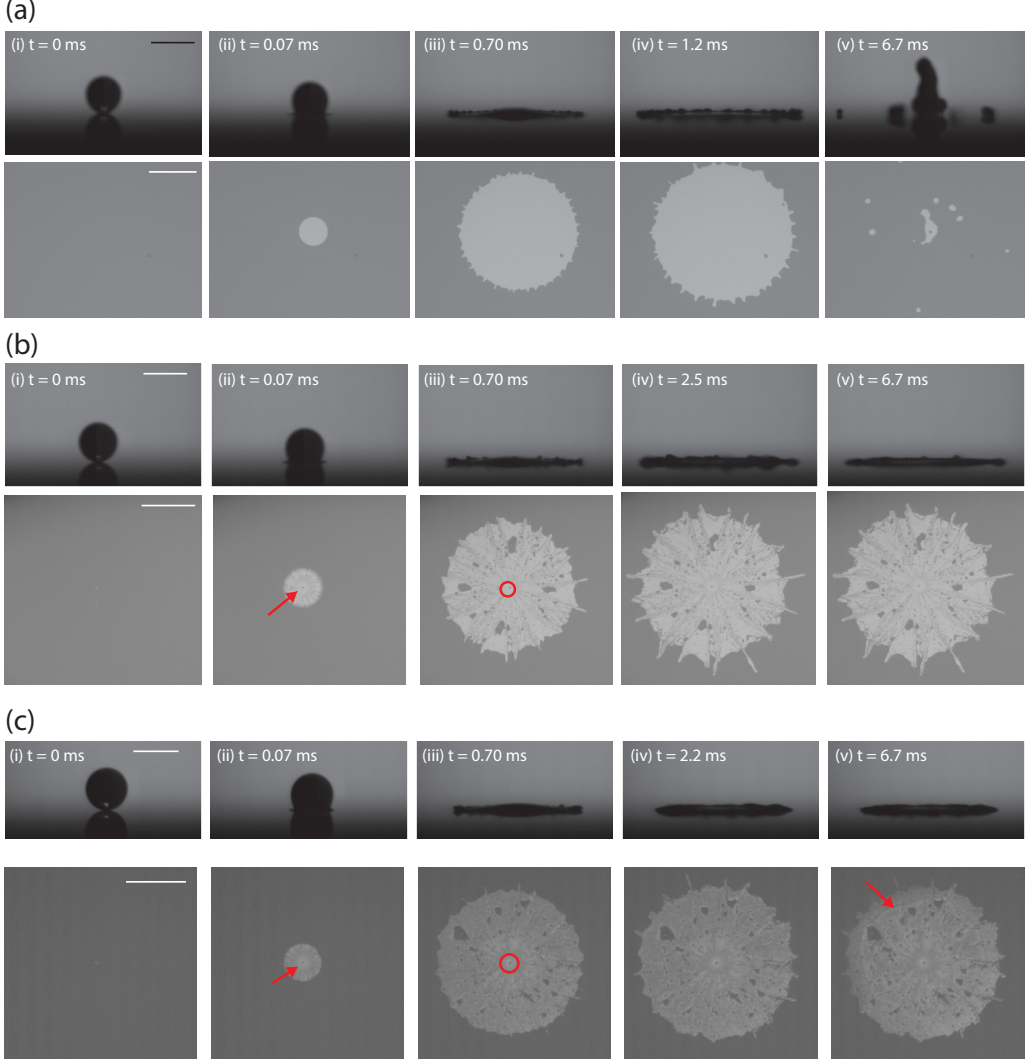 (a)
(i) t = 0 ms
(ii) t = 0.07 ms
(iii) t = 0.70 ms
(iv) t = 1.2 ms
(v) t = 6.7 ms
(b)
(i) t = 0 ms
(ii) t = 0.07 ms
(iii) t = 0.70 ms
(iv) t = 2.5 ms
(v) t = 6.7 ms
(c)
(i) t = 0 ms
(ii) t = 0.07 ms
(iii) t = 0.70 ms
(iv) t = 2.2 ms
(v) t = 6.7 ms